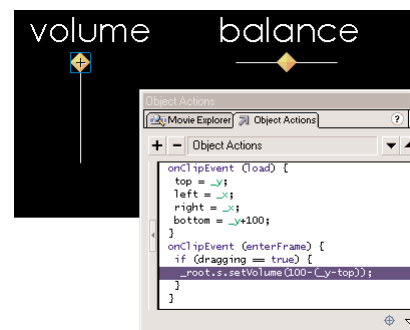 volume balance
Object Actions
Movie Explorer Object Actions ?
+ − Object Actions
onClipEvent (load) {
top = _y;
left = _x;
right = _x;
bottom = _y+100;
}
onClipEvent (enterFrame) {
if (dragging == true) {
_root.s.setVolume(100-(_y-top));
}
}